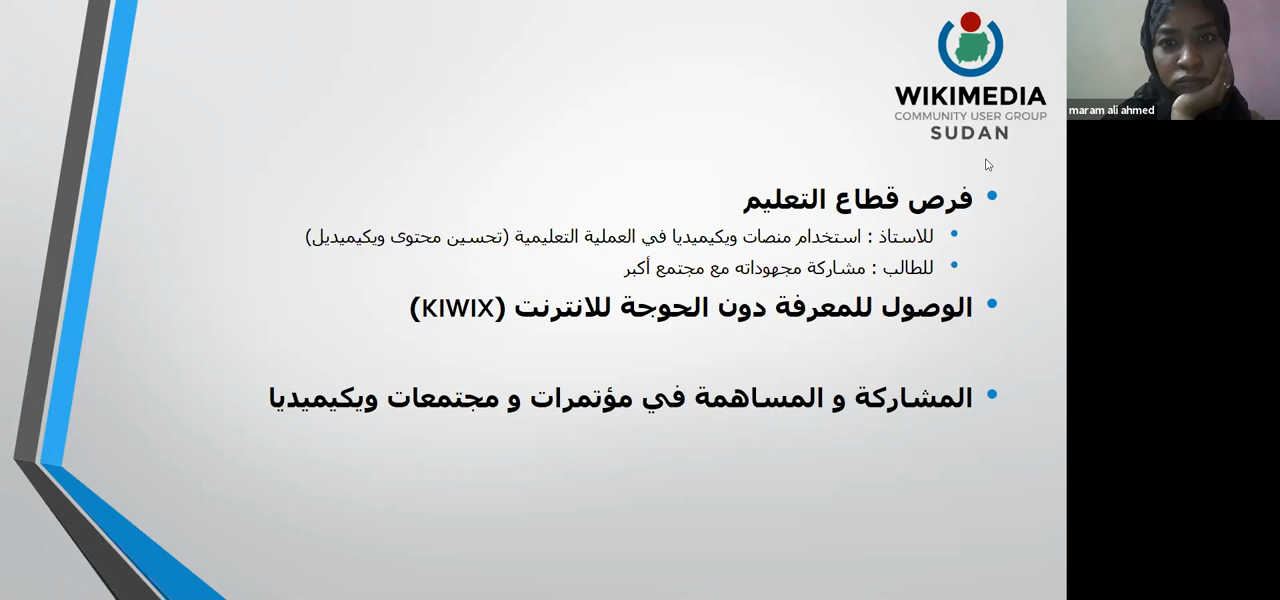 WIKIMEDIA
COMMUNITY USER GROUP
SUDAN
maram ali ahmed
فرص قطاع التعليم
للاستاذ : استخدام منصات ويكيميديا في العملية التعليمية (تحسين محتوى ويكيميديل)
للطالب : مشاركة مجهوداته مع مجتمع أكبر
الوصول للمعرفة دون الحوجة للانترنت (KIWIX)
المشاركة و المساهمة في مؤتمرات و مجتمعات ويكيميديا